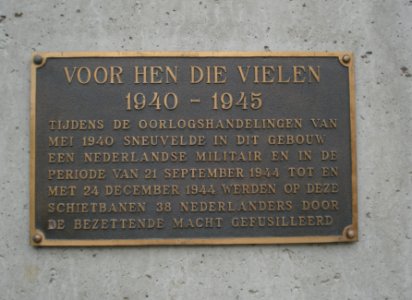 VOOR HEN DIE VIELEN
1940 - 1945
TIJDENS DE OORLOGSHANDELINGEN VAN
MEI 1940 SNEUVELDE IN DIT GEBOUW
EEN NEDERLANDSE MILITAIR EN IN DE
PERIODE VAN 21 SEPTEMBER 1944 TOT EN
MET 24 DECEMBER 1944 WERDEN OP DEZE
SCHIETBANEN 38 NEDERLANDERS DOOR
DE BEZETTENDE MACHT GEFUSILLEERD